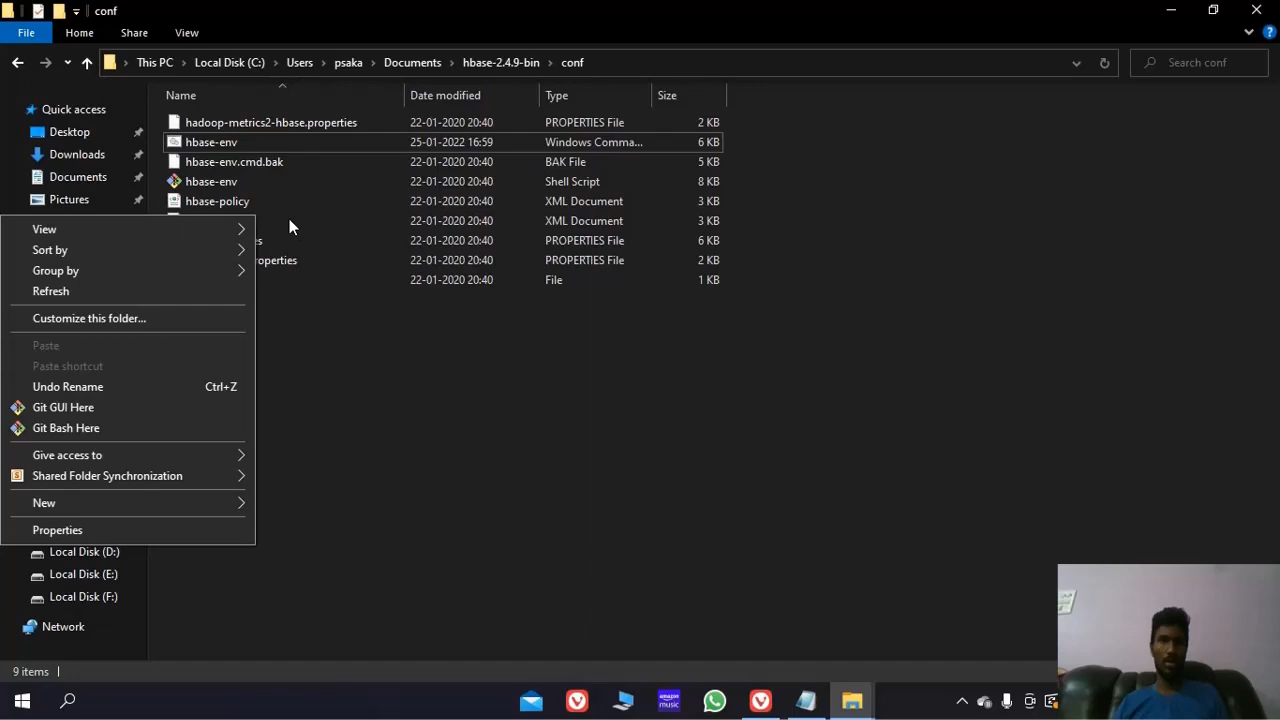 conf
File Home Share View
This PC Local Disk (C:) Users psaka Documents hbase-2.4.9-bin conf
Search conf
Name Date modified Type Size
Quick access
Desktop
Downloads
Documents
Pictures
hadoop-metrics2-hbase.properties 22-01-2020 20:40 PROPERTIES File 2 KB
hbase-env 25-01-2022 16:59 Windows Comma... 6 KB
hbase-env.cmd.bak 22-01-2020 20:40 BAK File 5 KB
hbase-env 22-01-2020 20:40 Shell Script 8 KB
hbase-policy 22-01-2020 20:40 XML Document 3 KB
22-01-2020 20:40 XML Document 3 KB
es 22-01-2020 20:40 PROPERTIES File 6 KB
operties 22-01-2020 20:40 PROPERTIES File 2 KB
22-01-2020 20:40 File 1 KB
View
Sort by
Group by
Refresh
Customize this folder...
Paste
Paste shortcut
Undo Rename Ctrl+Z
Git GUI Here
Git Bash Here
Give access to
Shared Folder Synchronization
New
Properties
Local Disk (D:)
Local Disk (E:)
Local Disk (F:)
Network
9 items
amazon music